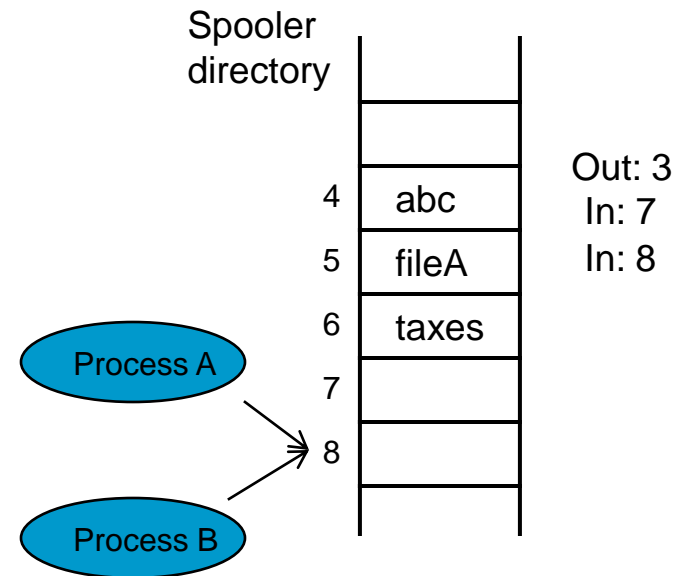 Spooler
directory
4 abc
5 fileA
6 taxes
7
8
Out: 3
In: 7
In: 8
Process A
Process B